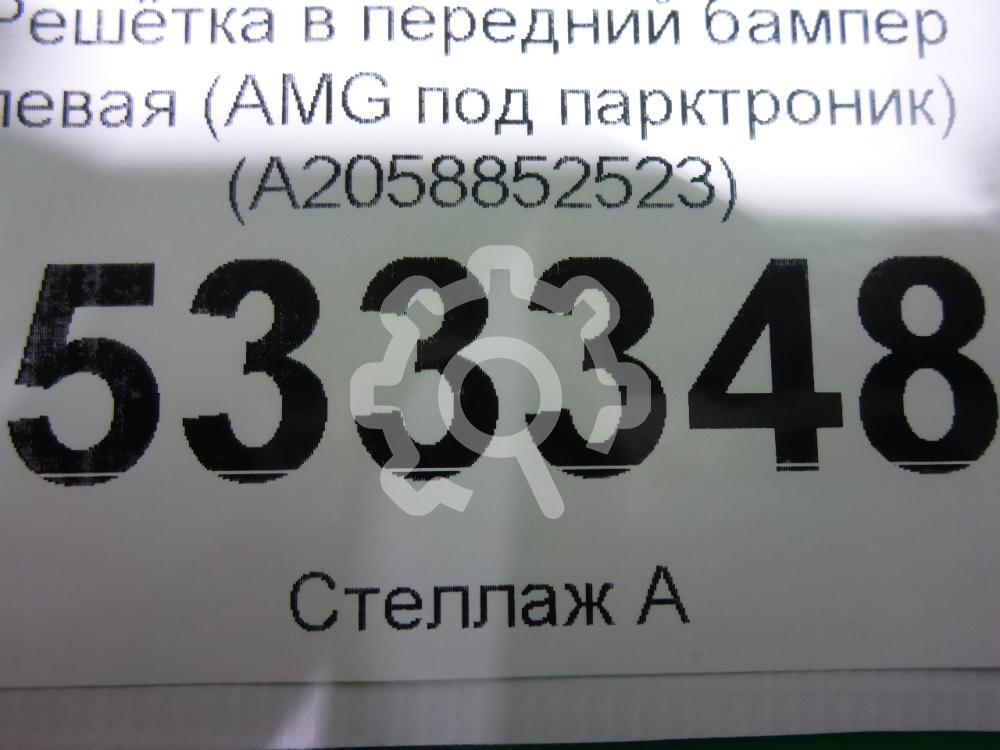 Решётка в передний бампер
левая (AMG под парктроник)
(A2058852523)
533348
Стеллаж А